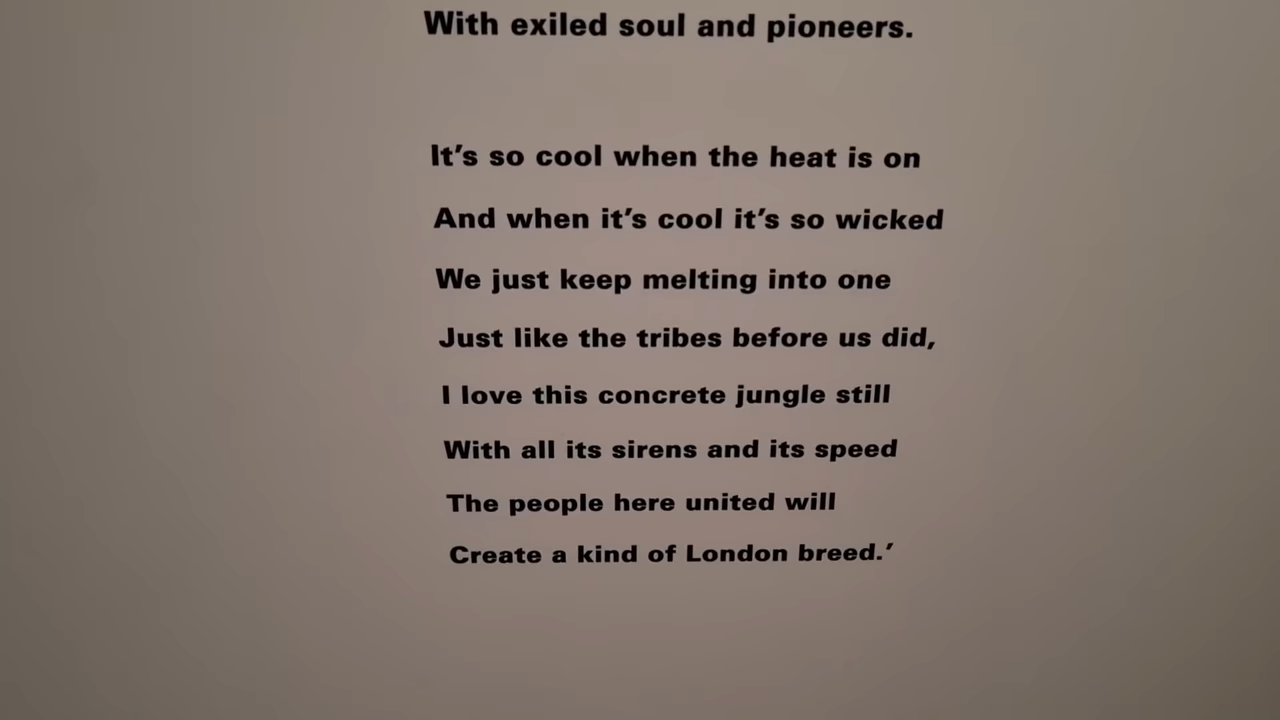 With exiled soul and pioneers.
It’s so cool when the heat is on
And when it’s cool it’s so wicked
We just keep melting into one
Just like the tribes before us did,
I love this concrete jungle still
With all its sirens and its speed
The people here united will
Create a kind of London breed.’